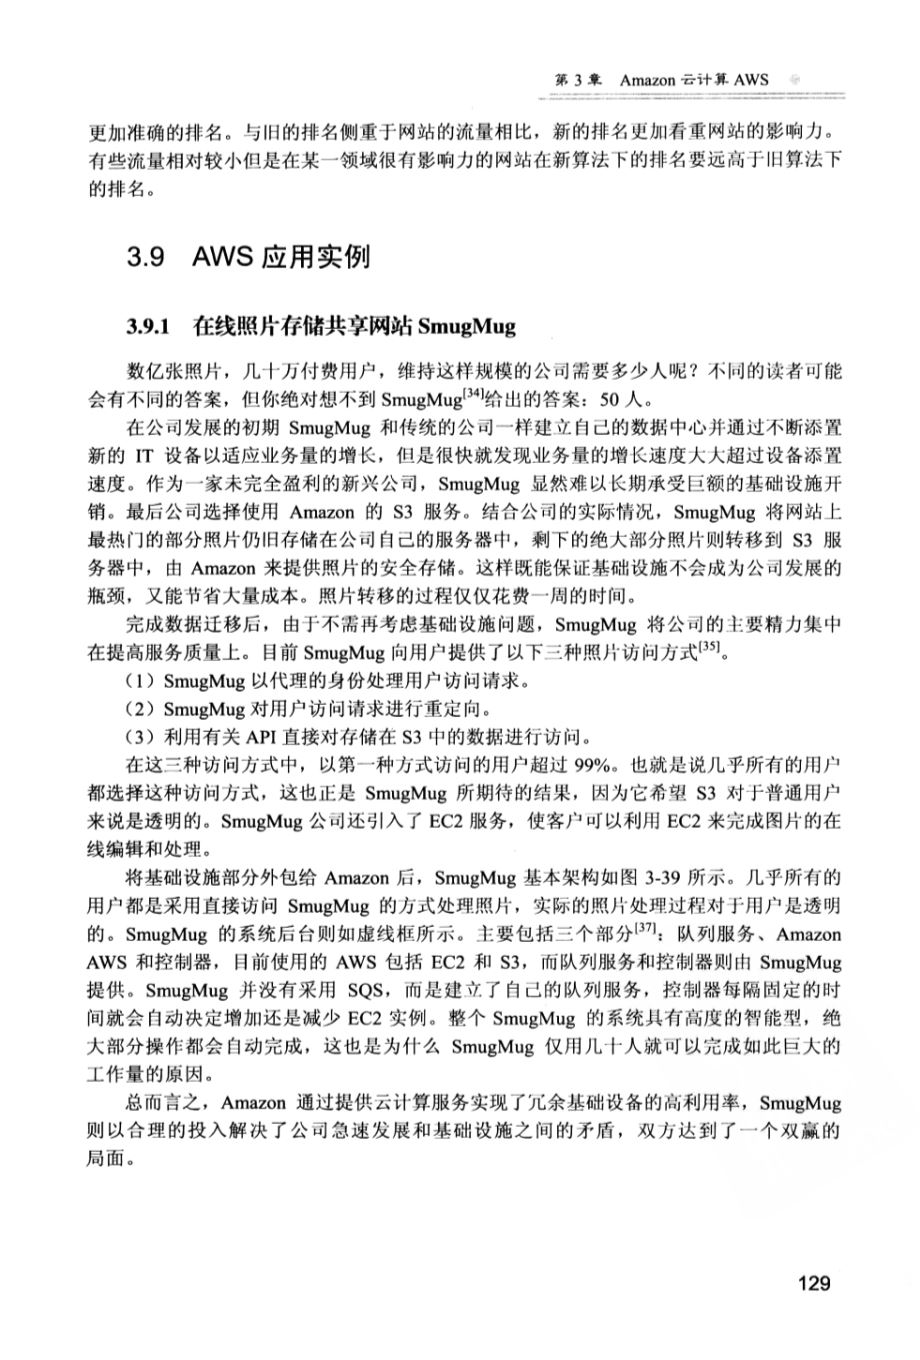 第 3 章 Amazon 云计算 AWS
更加准确的排名。与旧的排名侧重于网站的流量相比，新的排名更加看重网站的影响力。
有些流量相对较小但是在某一领域很有影响力的网站在新算法下的排名要远高于旧算法下
的排名。
3.9 AWS 应用实例
3.9.1 在线照片存储共享网站 SmugMug
数亿张照片，几十万付费用户，维持这样规模的公司需要多少人呢？不同的读者可能
会有不同的答案，但你绝对想不到 SmugMug[34]给出的答案：50 人。
在公司发展的初期 SmugMug 和传统的公司一样建立自己的数据中心并通过不断添置
新的 IT 设备以适应业务量的增长，但是很快就发现业务量的增长速度大大超过设备添置
速度。作为一家未完全盈利的新兴公司，SmugMug 显然难以长期承受巨额的基础设施开
销。最后公司选择使用 Amazon 的 S3 服务。结合公司的实际情况，SmugMug 将网站上
最热门的部分照片仍旧存储在公司自己的服务器中，剩下的绝大部分照片则转移到 S3 服
务器中，由 Amazon 来提供照片的安全存储。这样既能保证基础设施不会成为公司发展的
瓶颈，又能节省大量成本。照片转移的过程仅仅花费一周的时间。
完成数据迁移后，由于不需再考虑基础设施问题，SmugMug 将公司的主要精力集中
在提高服务质量上。目前 SmugMug 向用户提供了以下三种照片访问方式[35]。
（1）SmugMug 以代理的身份处理用户访问请求。
（2）SmugMug 对用户访问请求进行重定向。
（3）利用有关 API 直接对存储在 S3 中的数据进行访问。
在这三种访问方式中，以第一种方式访问的用户超过 99%。也就是说几乎所有的用户
都选择这种访问方式，这也正是 SmugMug 所期待的结果，因为它希望 S3 对于普通用户
来说是透明的。SmugMug 公司还引入了 EC2 服务，使客户可以利用 EC2 来完成图片的在
线编辑和处理。
将基础设施部分外包给 Amazon 后，SmugMug 基本架构如图 3-39 所示。几乎所有的
用户都是采用直接访问 SmugMug 的方式处理照片，实际的照片处理过程对于用户是透明
的。SmugMug 的系统后台则如虚线框所示。主要包括三个部分[37]：队列服务、Amazon
AWS 和控制器，目前使用的 AWS 包括 EC2 和 S3，而队列服务和控制器则由 SmugMug
提供。SmugMug 并没有采用 SQS，而是建立了自己的队列服务，控制器每隔固定的时
间就会自动决定增加还是减少 EC2 实例。整个 SmugMug 的系统具有高度的智能型，绝
大部分操作都会自动完成，这也是为什么 SmugMug 仅用几十人就可以完成如此巨大的
工作量的原因。
总而言之，Amazon 通过提供云计算服务实现了冗余基础设备的高利用率，SmugMug
则以合理的投入解决了公司急速发展和基础设施之间的矛盾，双方达到了一个双赢的
局面。
129